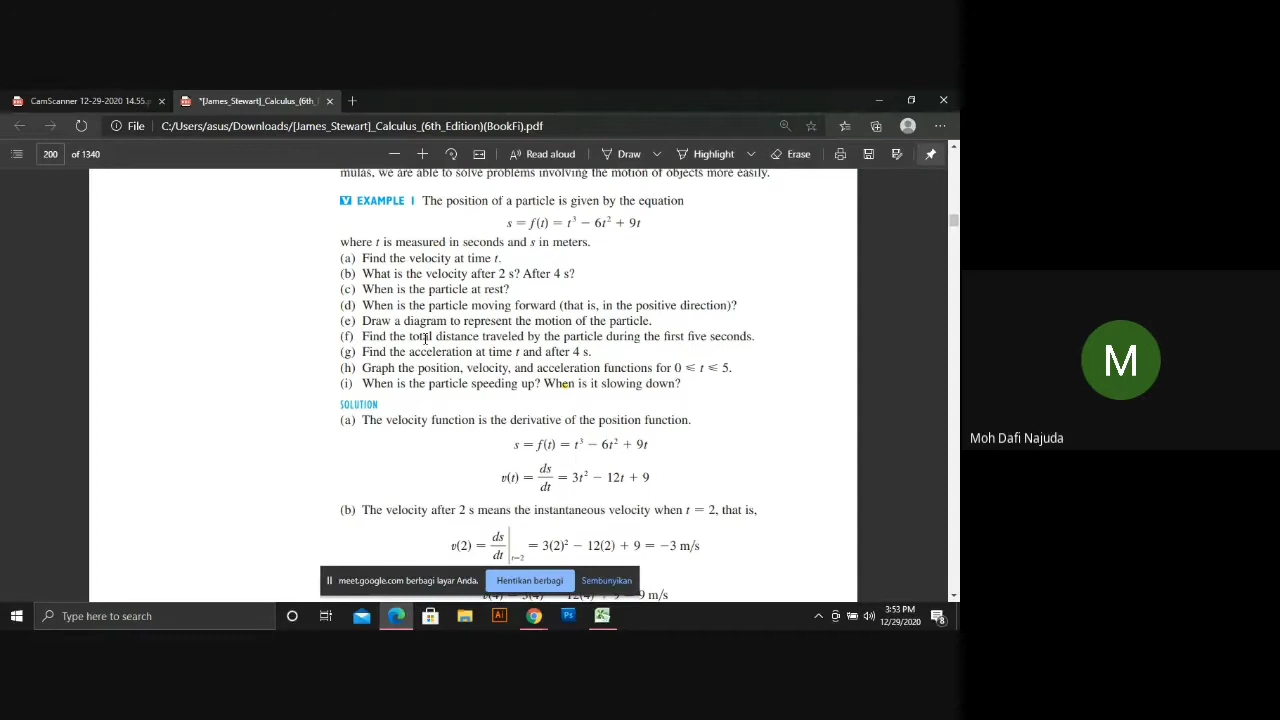 CamScanner 12-29-2020 14.55.p
*[James_Stewart]_Calculus_(6th_E
File C:/Users/asus/Downloads/[James_Stewart]_Calculus_(6th_Edition)(BookFi).pdf
200 of 1340 Read aloud Draw Highlight Erase
mulas, we are able to solve problems involving the motion of objects more easily.
V EXAMPLE 1 The position of a particle is given by the equation
s = f(t) = t³ − 6t² + 9t
where t is measured in seconds and s in meters.
(a) Find the velocity at time t.
(b) What is the velocity after 2 s? After 4 s?
(c) When is the particle at rest?
(d) When is the particle moving forward (that is, in the positive direction)?
(e) Draw a diagram to represent the motion of the particle.
(f) Find the total distance traveled by the particle during the first five seconds.
(g) Find the acceleration at time t and after 4 s.
(h) Graph the position, velocity, and acceleration functions for 0 ≤ t ≤ 5.
(i) When is the particle speeding up? When is it slowing down?
SOLUTION
(a) The velocity function is the derivative of the position function.
s = f(t) = t³ − 6t² + 9t
v(t) = ds/dt = 3t² − 12t + 9
(b) The velocity after 2 s means the instantaneous velocity when t = 2, that is,
v(2) = ds/dt |t=2 = 3(2)² − 12(2) + 9 = −3 m/s
meet.google.com berbagi layar Anda. Hentikan berbagi Sembunyikan
m/s
Type here to search
Ai
Ps
3:53 PM
12/29/2020
8
M
Moh Dafi Najuda